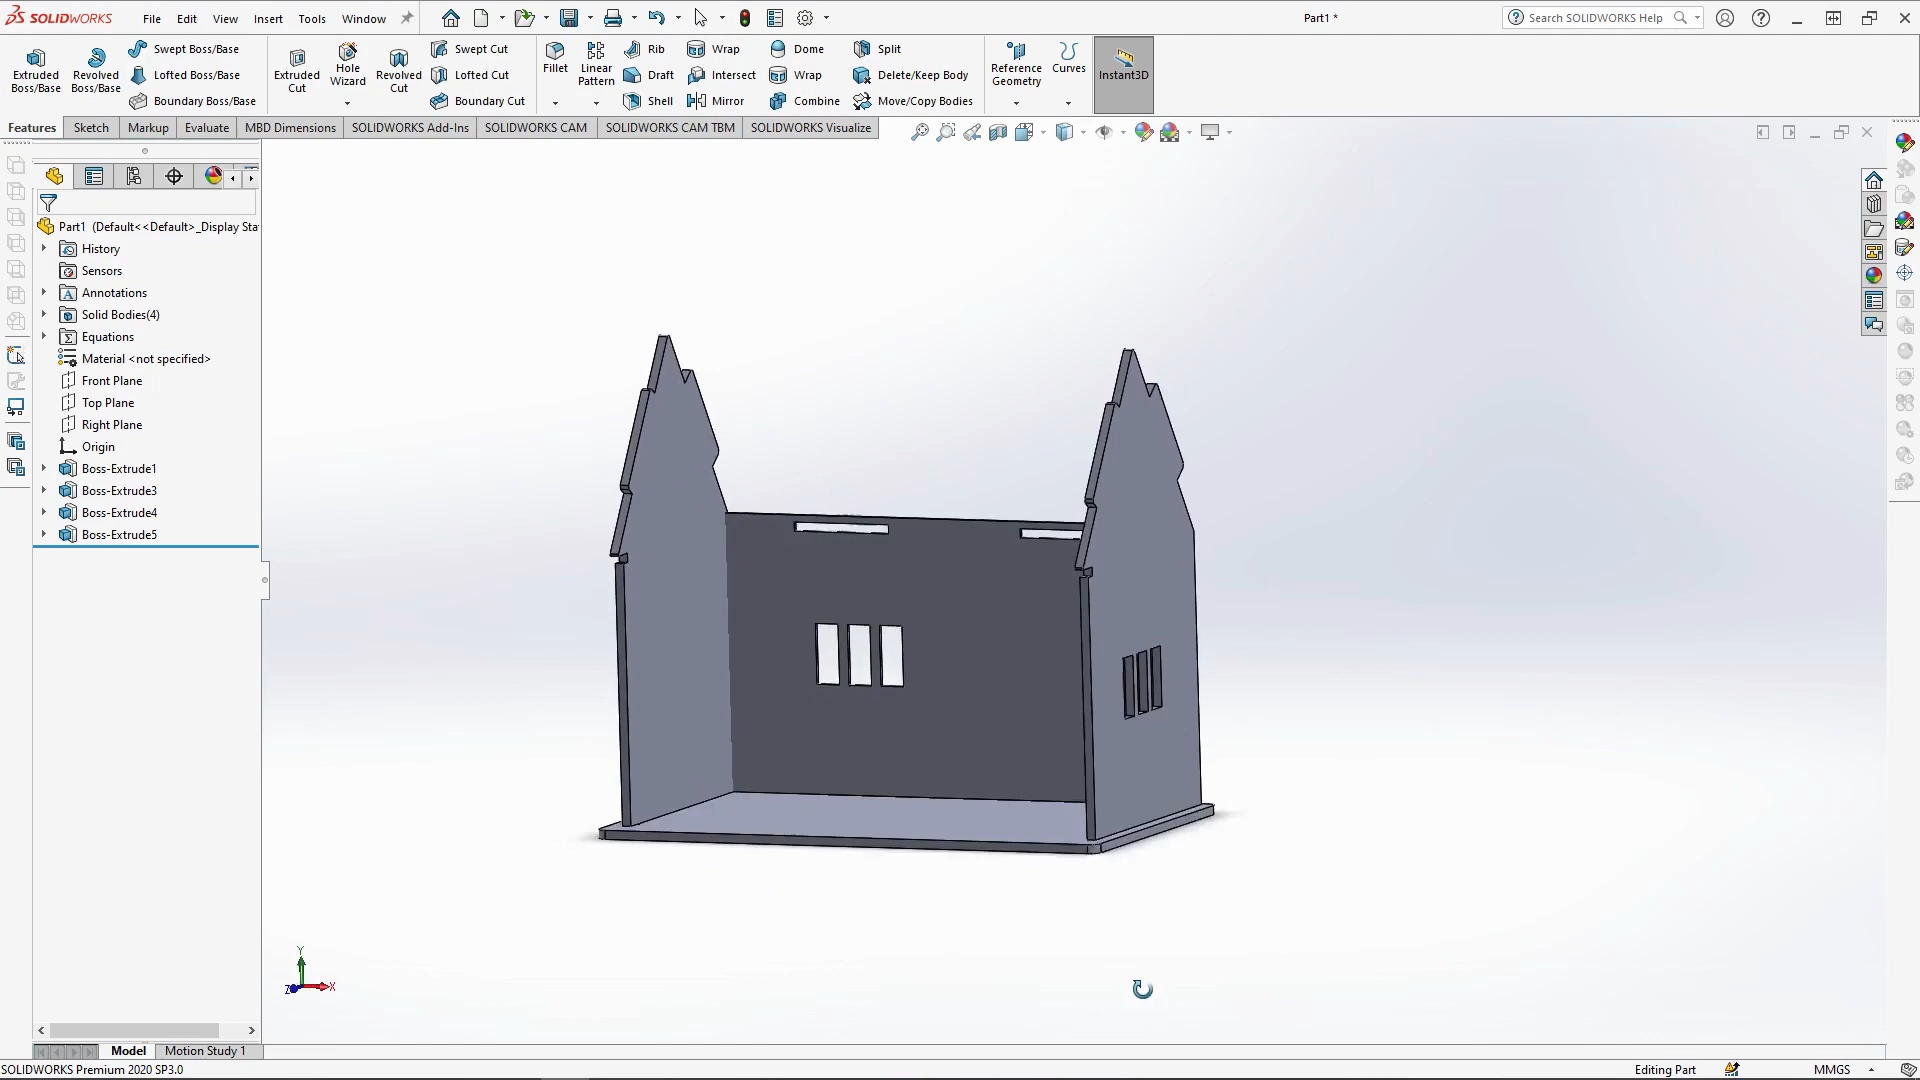 SOLIDWORKS File Edit View Insert Tools Window Part1 * Search SOLIDWORKS Help
Extruded Boss/Base
Revolved Boss/Base
Swept Boss/Base
Lofted Boss/Base
Boundary Boss/Base
Extruded Cut
Hole Wizard
Revolved Cut
Swept Cut
Lofted Cut
Boundary Cut
Fillet
Linear Pattern
Rib
Draft
Shell
Wrap
Intersect
Mirror
Dome
Wrap
Combine
Split
Delete/Keep Body
Move/Copy Bodies
Reference Geometry
Curves
Instant3D
Features Sketch Markup Evaluate MBD Dimensions SOLIDWORKS Add-Ins SOLIDWORKS CAM SOLIDWORKS CAM TBM SOLIDWORKS Visualize
Part1 (Default<<Default>_Display Sta
History
Sensors
Annotations
Solid Bodies(4)
Equations
Material <not specified>
Front Plane
Top Plane
Right Plane
Origin
Boss-Extrude1
Boss-Extrude3
Boss-Extrude4
Boss-Extrude5
Y
Z X
Model Motion Study 1
SOLIDWORKS Premium 2020 SP3.0 Editing Part MMGS